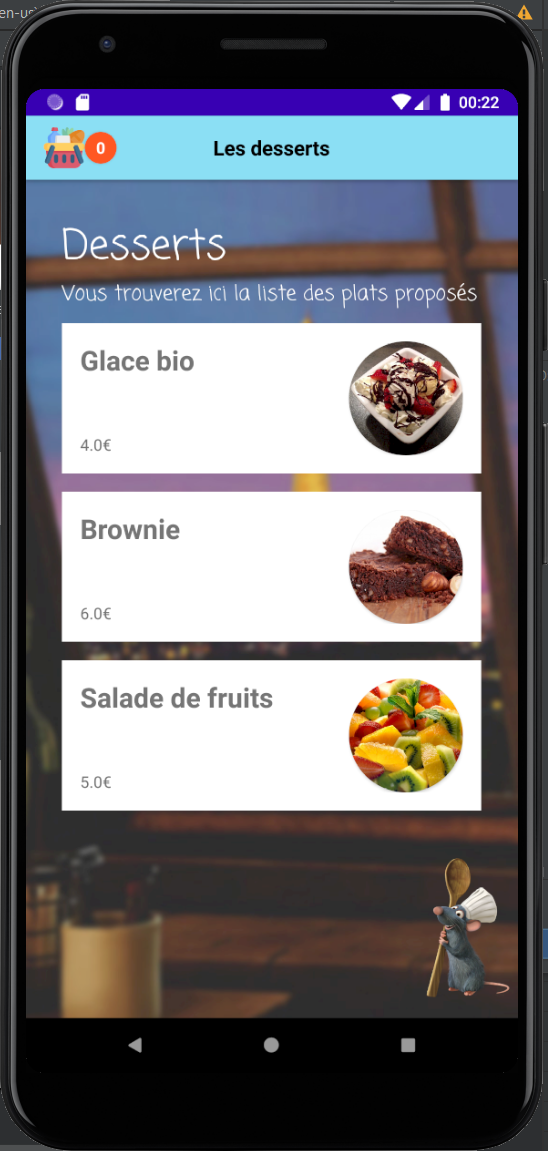 en-us
00:22
0
Les desserts
Desserts
Vous trouverez ici la liste des plats proposés
Glace bio
4.0€
Brownie
6.0€
Salade de fruits
5.0€